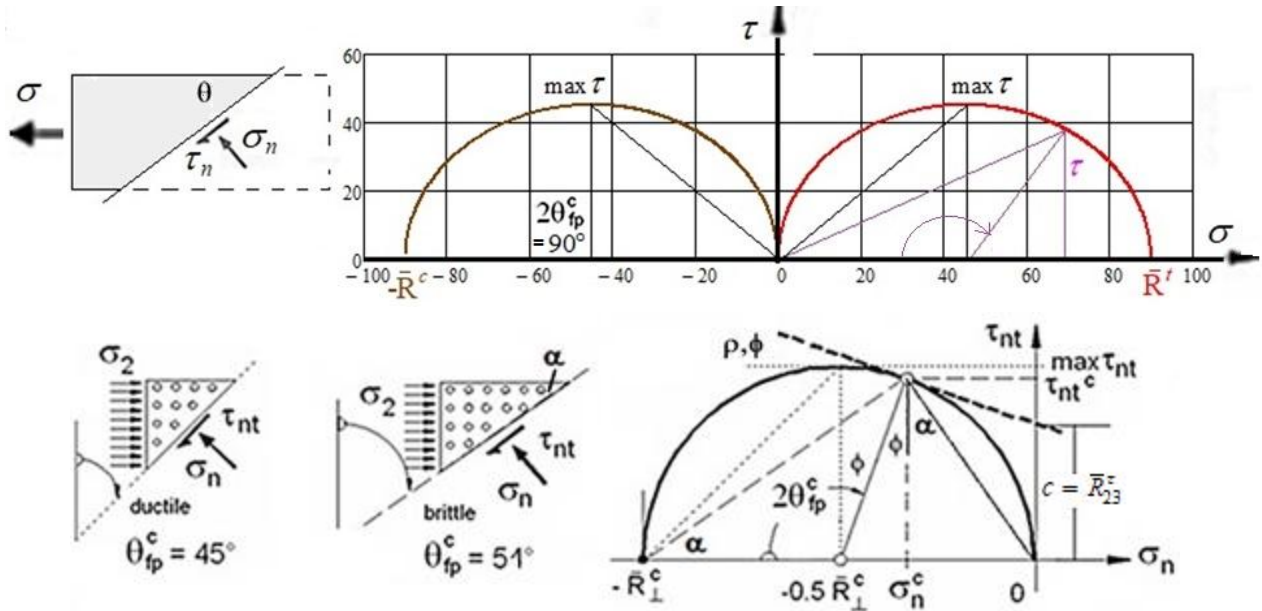 τ
60
40
20
0
max τ
max τ
σ
θ
τn
σn
2θᶜfp
= 90°
τ
σ
−100
−80
−60
−40
−20
0
20
40
60
80
100
-R̄ᶜ
R̄ᵗ
σ2
τnt
σn
ductile
θᶜfp = 45°
σ2
α
τnt
σn
brittle
θᶜfp = 51°
ρ,ϕ
τnt
max τnt
τntᶜ
α
ϕ
ϕ
2θᶜfp
α
c = R̄τ23
- R̄ᶜ⊥
-0.5 R̄ᶜ⊥
σᶜn
0
σn